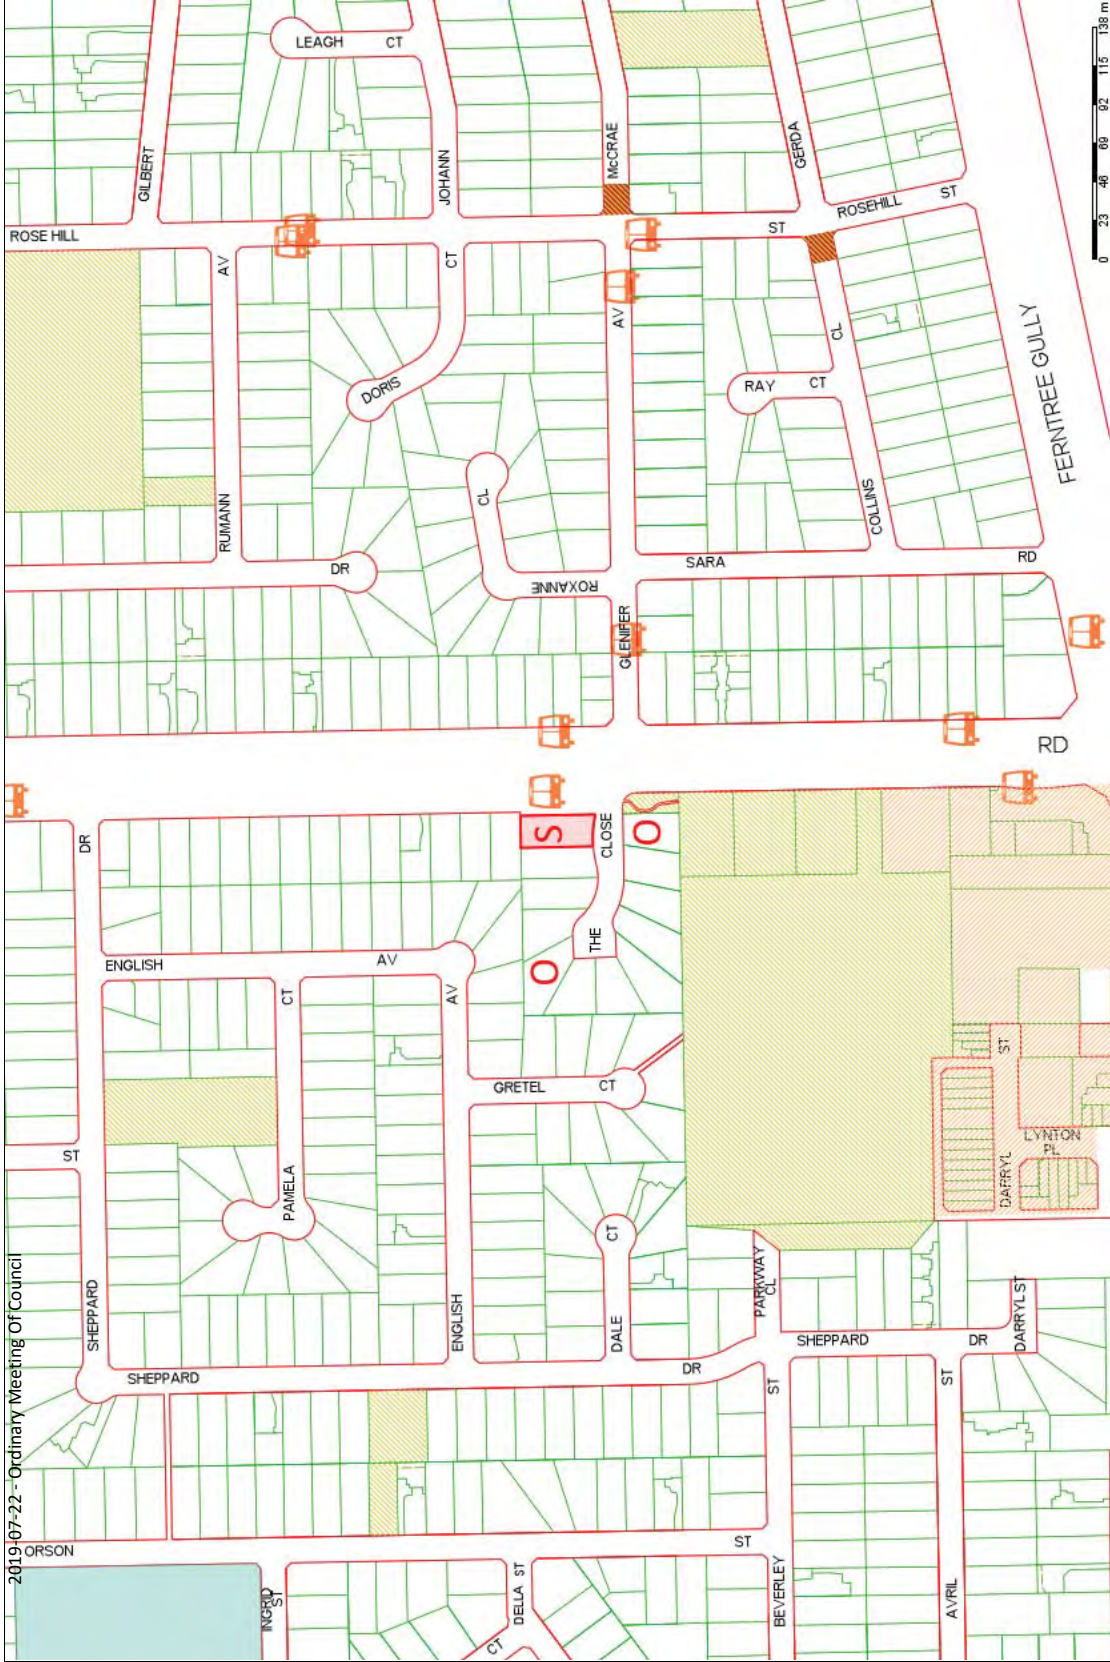 LEAGH CT
GILBERT
JOHANN
McCRAE
GERDA
138 m
115
92
69
46
23
0
ROSE HILL
ST
ROSEHILL ST
AV
CT
AV
CL
DORIS
RAY CT
FERNTREE GULLY
CL
RUMANN
COLLINS
DR
SARA
RD
ROXANNE
GLENIFER
RD
DR
S
CLOSE
O
THE
O
ENGLISH AV
CT
AV
GRETEL CT
ST
ST
LYNTON
PL
DARRYL
PAMELA
CT
2019-07-22 - Ordinary Meeting Of Council
SHEPPARD
ENGLISH
DALE
PARKWAY
CL
DARRYL ST
SHEPPARD DR
SHEPPARD
DR
ST
ST
ORSON
ST
INGRID
ST
DELLA ST
CT
BEVERLEY
AVRIL